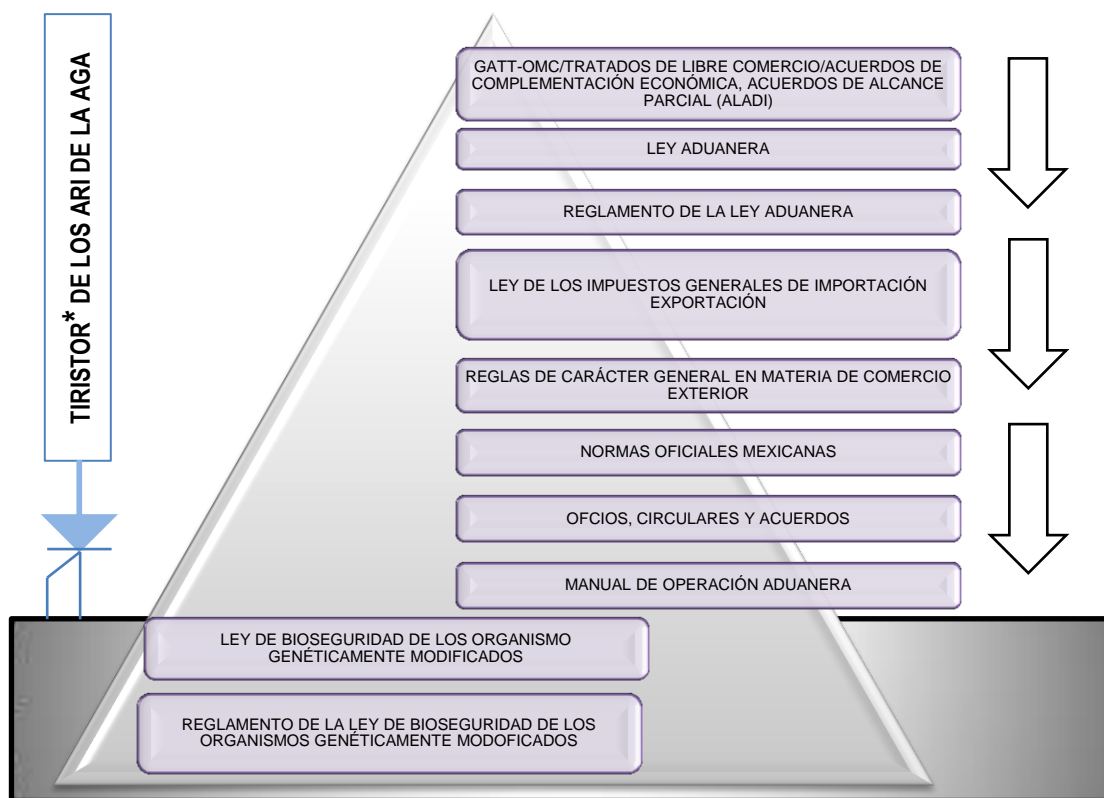 TIRISTOR* DE LOS ARI DE LA AGA
GATT-OMC/TRATADOS DE LIBRE COMERCIO/ACUERDOS DE
COMPLEMENTACIÓN ECONÓMICA, ACUERDOS DE ALCANCE
PARCIAL (ALADI)
LEY ADUANERA
REGLAMENTO DE LA LEY ADUANERA
LEY DE LOS IMPUESTOS GENERALES DE IMPORTACIÓN
EXPORTACIÓN
REGLAS DE CARÁCTER GENERAL EN MATERIA DE COMERCIO
EXTERIOR
NORMAS OFICIALES MEXICANAS
OFCIOS, CIRCULARES Y ACUERDOS
MANUAL DE OPERACIÓN ADUANERA
LEY DE BIOSEGURIDAD DE LOS ORGANISMO
GENÉTICAMENTE MODIFICADOS
REGLAMENTO DE LA LEY DE BIOSEGURIDAD DE LOS
ORGANISMOS GENÉTICAMENTE MODOFICADOS